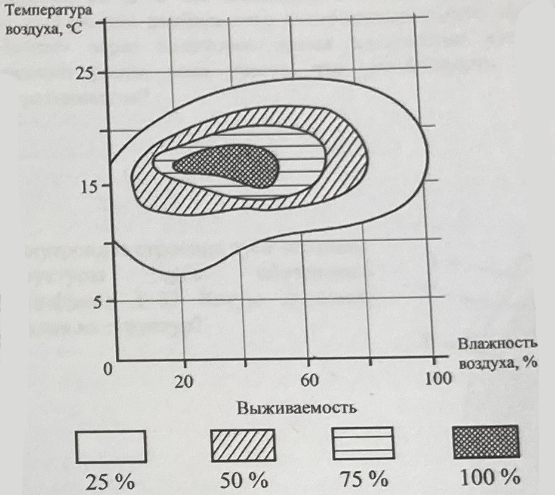 Температура
воздуха, °С
25
15
5
0
20
60
100
Влажность
воздуха, %
Выживаемость
25 %
50 %
75 %
100 %